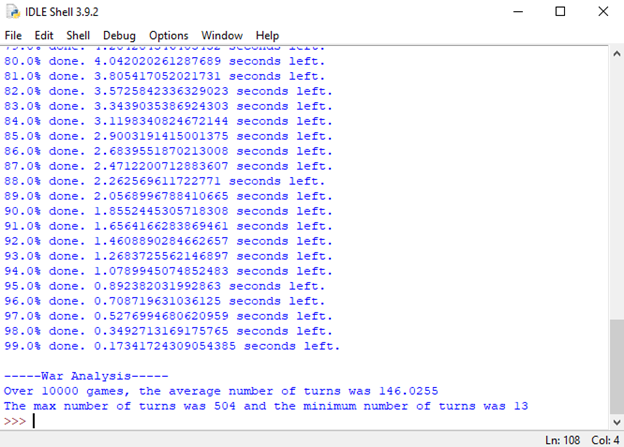 IDLE Shell 3.9.2
File Edit Shell Debug Options Window Help
seconds left.
80.0% done. 4.042020261287689 seconds left.
81.0% done. 3.805417052021731 seconds left.
82.0% done. 3.5725842336329023 seconds left.
83.0% done. 3.3439035386924303 seconds left.
84.0% done. 3.1198340824672144 seconds left.
85.0% done. 2.9003191415001375 seconds left.
86.0% done. 2.6839551870213008 seconds left.
87.0% done. 2.4712200712883607 seconds left.
88.0% done. 2.262569611722771 seconds left.
89.0% done. 2.0568996788410665 seconds left.
90.0% done. 1.8552445305718308 seconds left.
91.0% done. 1.6564166283869461 seconds left.
92.0% done. 1.4608890284662657 seconds left.
93.0% done. 1.2683725562146897 seconds left.
94.0% done. 1.0789945074852483 seconds left.
95.0% done. 0.892382031992863 seconds left.
96.0% done. 0.708719631036125 seconds left.
97.0% done. 0.5276994680620959 seconds left.
98.0% done. 0.3492713169175765 seconds left.
99.0% done. 0.17341724309054385 seconds left.
-----War Analysis-----
Over 10000 games, the average number of turns was 146.0255
The max number of turns was 504 and the minimum number of turns was 13
>>>
Ln: 108 Col: 4